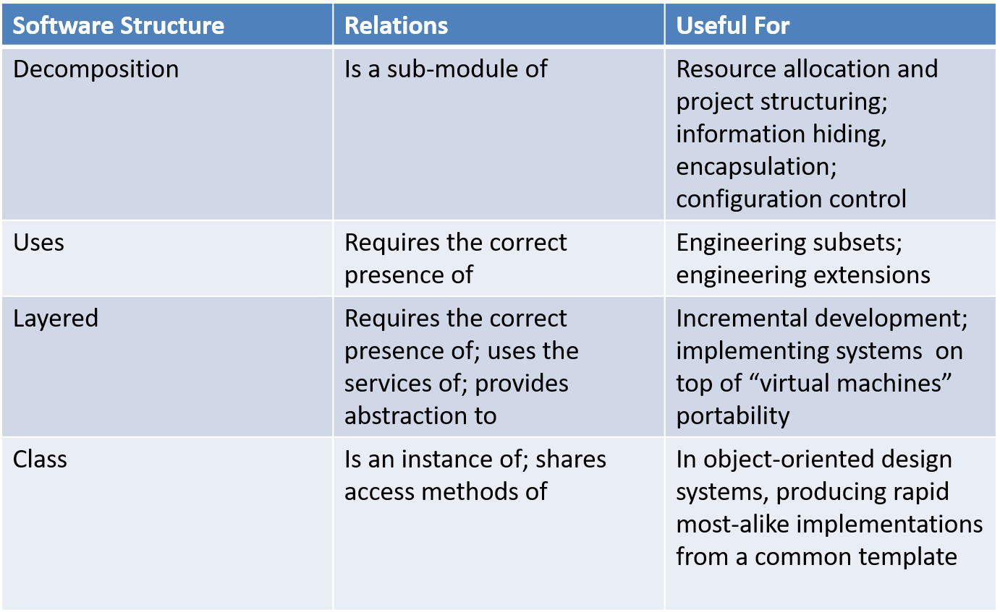 Software Structure
Relations
Useful For
Decomposition
Is a sub-module of
Resource allocation and
project structuring;
information hiding,
encapsulation;
configuration control
Uses
Requires the correct
presence of
Engineering subsets;
engineering extensions
Layered
Requires the correct
presence of; uses the
services of; provides
abstraction to
Incremental development;
implementing systems  on
top of “virtual machines”
portability
Class
Is an instance of; shares
access methods of
In object-oriented design
systems, producing rapid
most-alike implementations
from a common template